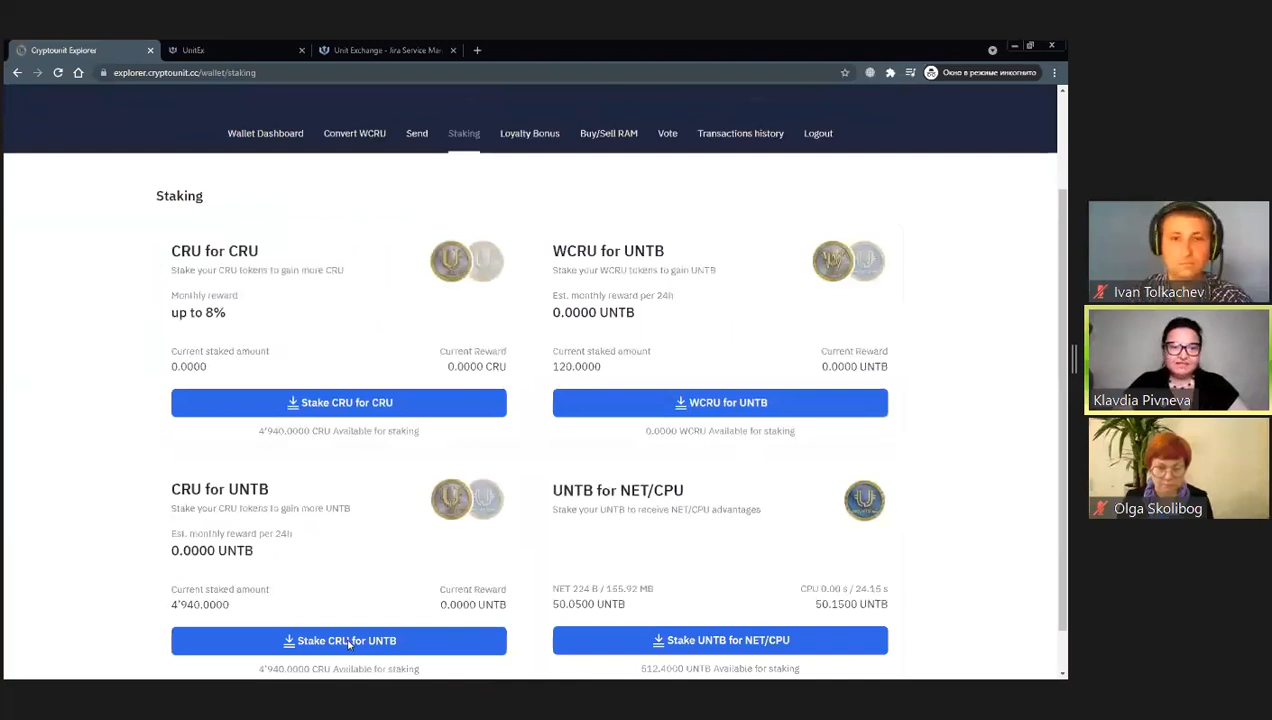 Cryptounit Explorer
UnitEx
Unit Exchange - Jira Service Ma
explorer.cryptounit.cc/wallet/staking
Окно в режиме инкогнито
Wallet Dashboard
Convert WCRU
Send
Staking
Loyalty Bonus
Buy/Sell RAM
Vote
Transactions history
Logout
Staking
CRU for CRU
Stake your CRU tokens to gain more CRU
Monthly reward
up to 8%
Current staked amount
Current Reward
0.0000
0.0000 CRU
Stake CRU for CRU
4'940.0000 CRU Available for staking
WCRU for UNTB
Stake your WCRU tokens to gain UNTB
Est. monthly reward per 24h
0.0000 UNTB
Current staked amount
Current Reward
120.0000
0.0000 UNTB
WCRU for UNTB
0.0000 WCRU Available for staking
CRU for UNTB
Stake your CRU tokens to gain more UNTB
Est. monthly reward per 24h
0.0000 UNTB
Current staked amount
Current Reward
4'940.0000
0.0000 UNTB
Stake CRU for UNTB
4'940.0000 CRU Available for staking
UNTB for NET/CPU
Stake your UNTB to receive NET/CPU advantages
NET 224 B / 155.92 MB
CPU 0.00 s / 24.15 s
50.0500 UNTB
50.1500 UNTB
Stake UNTB for NET/CPU
512.4000 UNTB Available for staking
Ivan Tolkachev
Klavdia Pivneva
Olga Skolibog